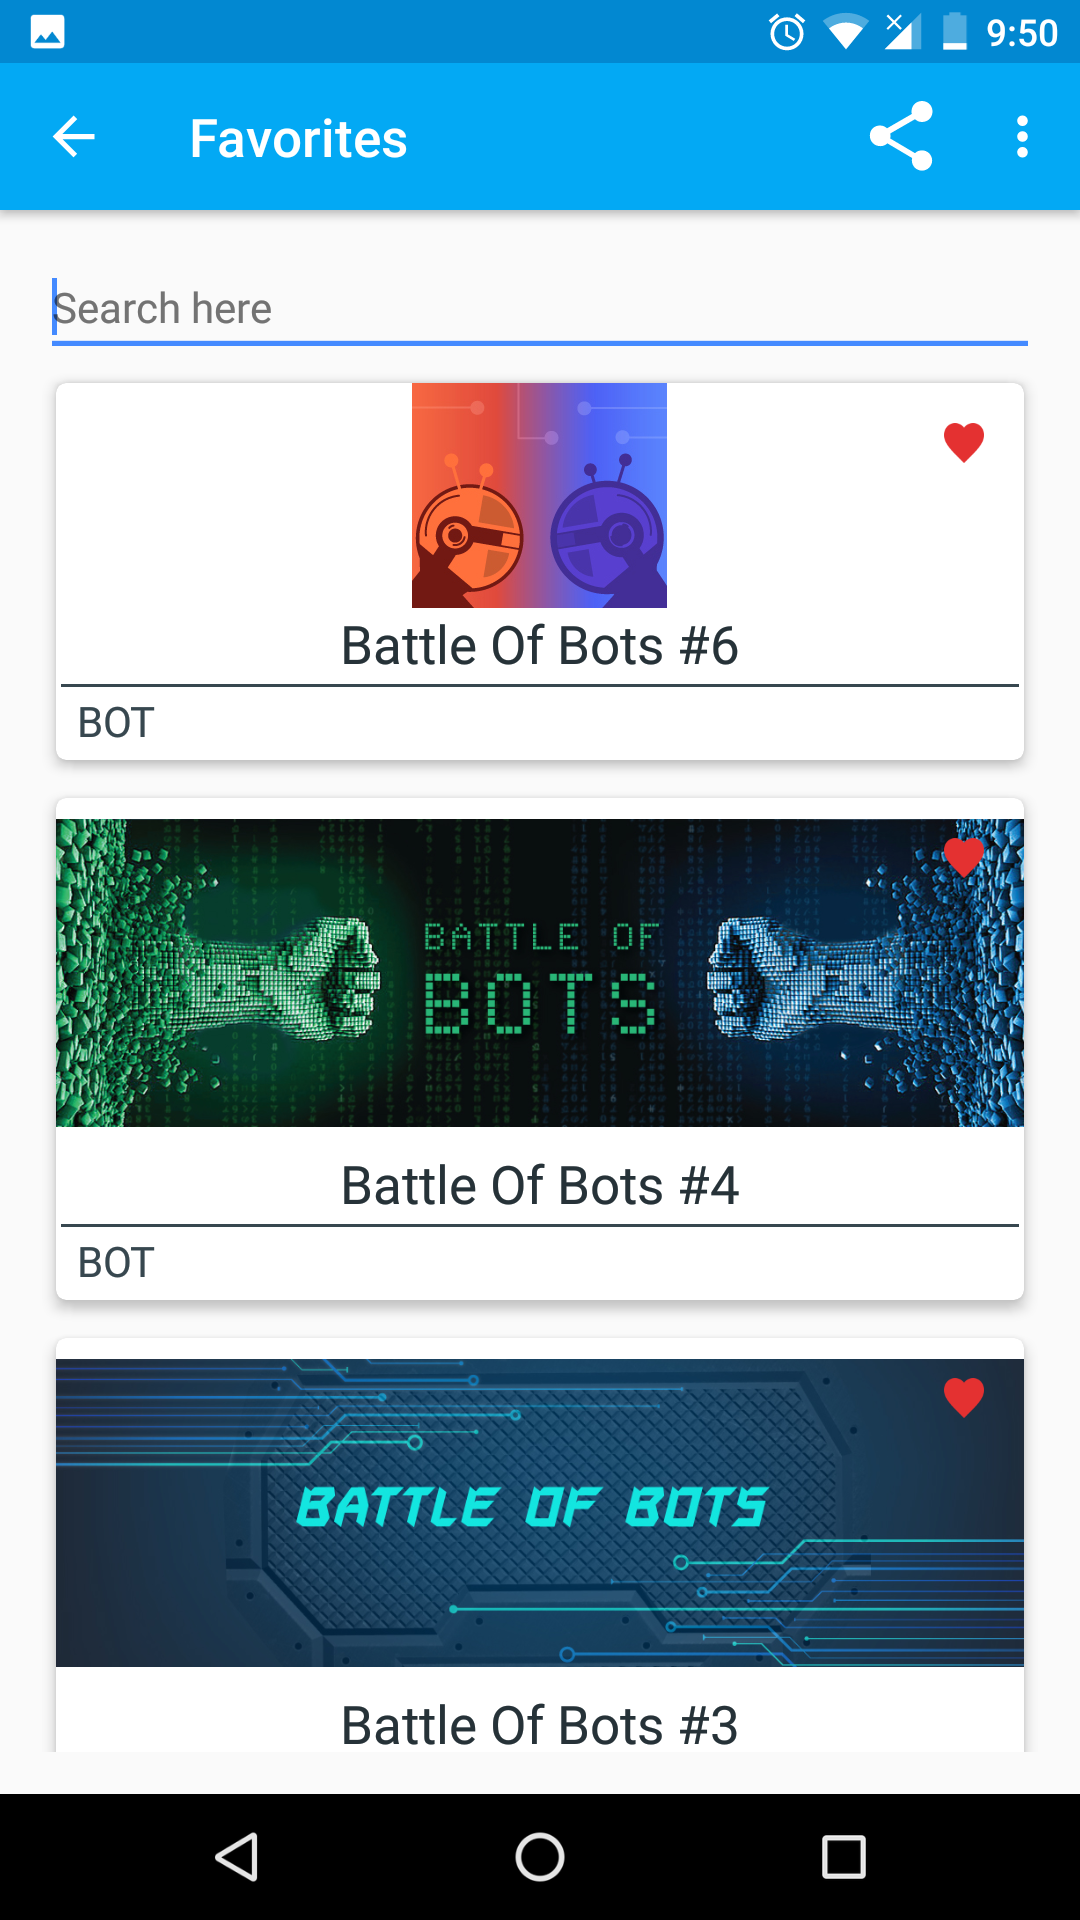 9:50
Favorites
Search here
Battle Of Bots #6
BOT
BATTLE OF
BOTS
Battle Of Bots #4
BOT
BATTLE OF BOTS
Battle Of Bots #3